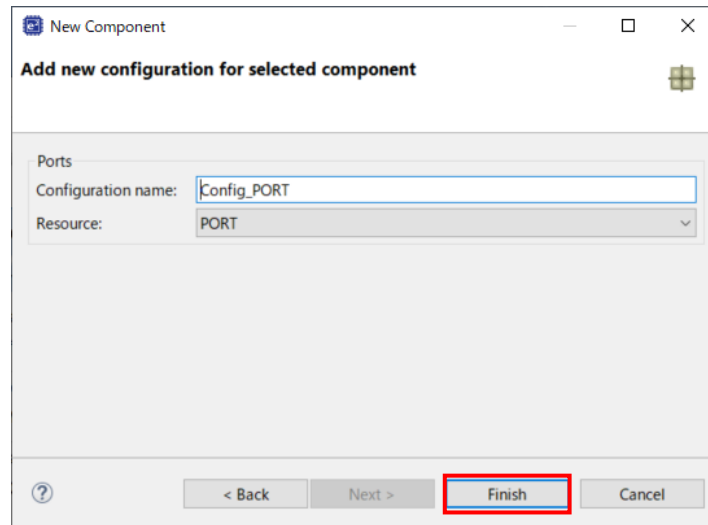 New Component
Add new configuration for selected component
Ports
Configuration name: Config_PORT
Resource: PORT
? < Back Next > Finish Cancel